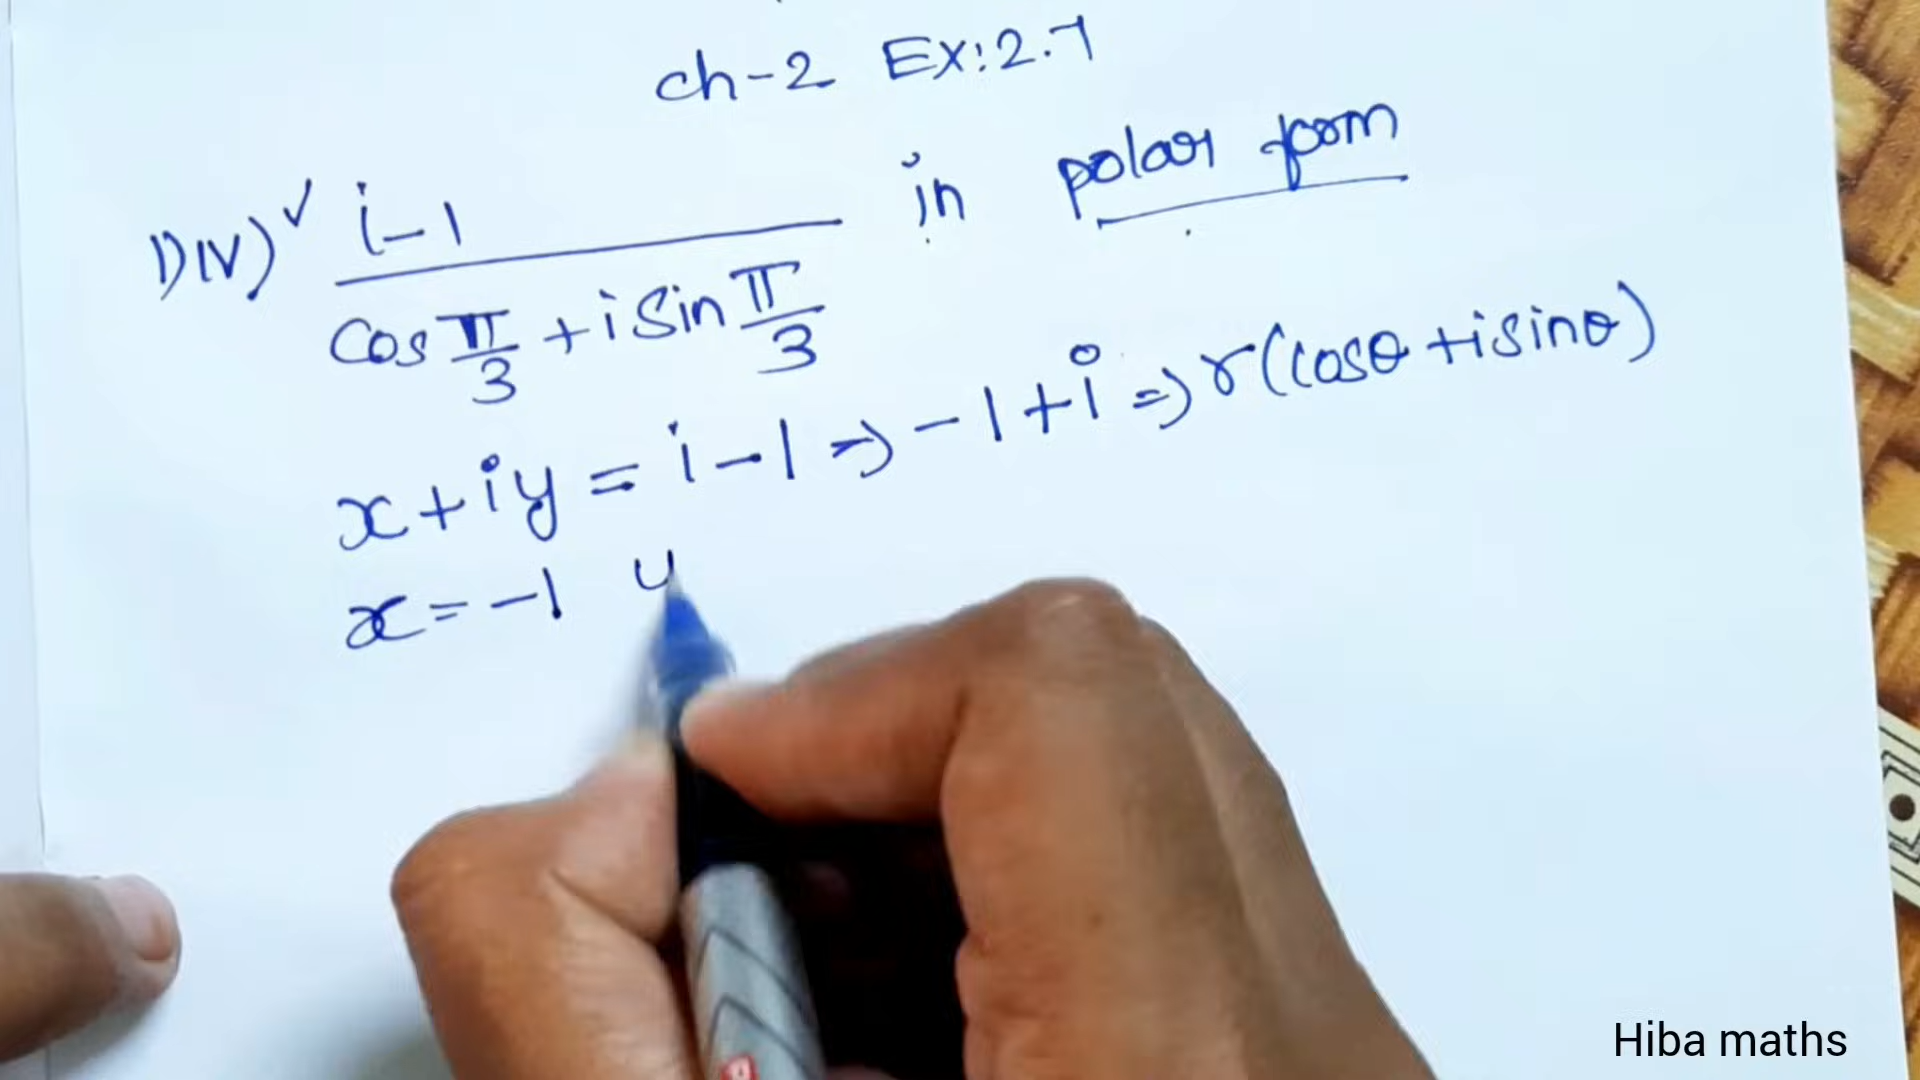 ch-2 Ex:2.7
1)IV) ✓ i-1 / cos π/3 + i sin π/3 in polar form
x+iy = i-1 ⇒ -1+i ⇒ r(cosθ +isinθ)
x=-1 y
Hiba maths